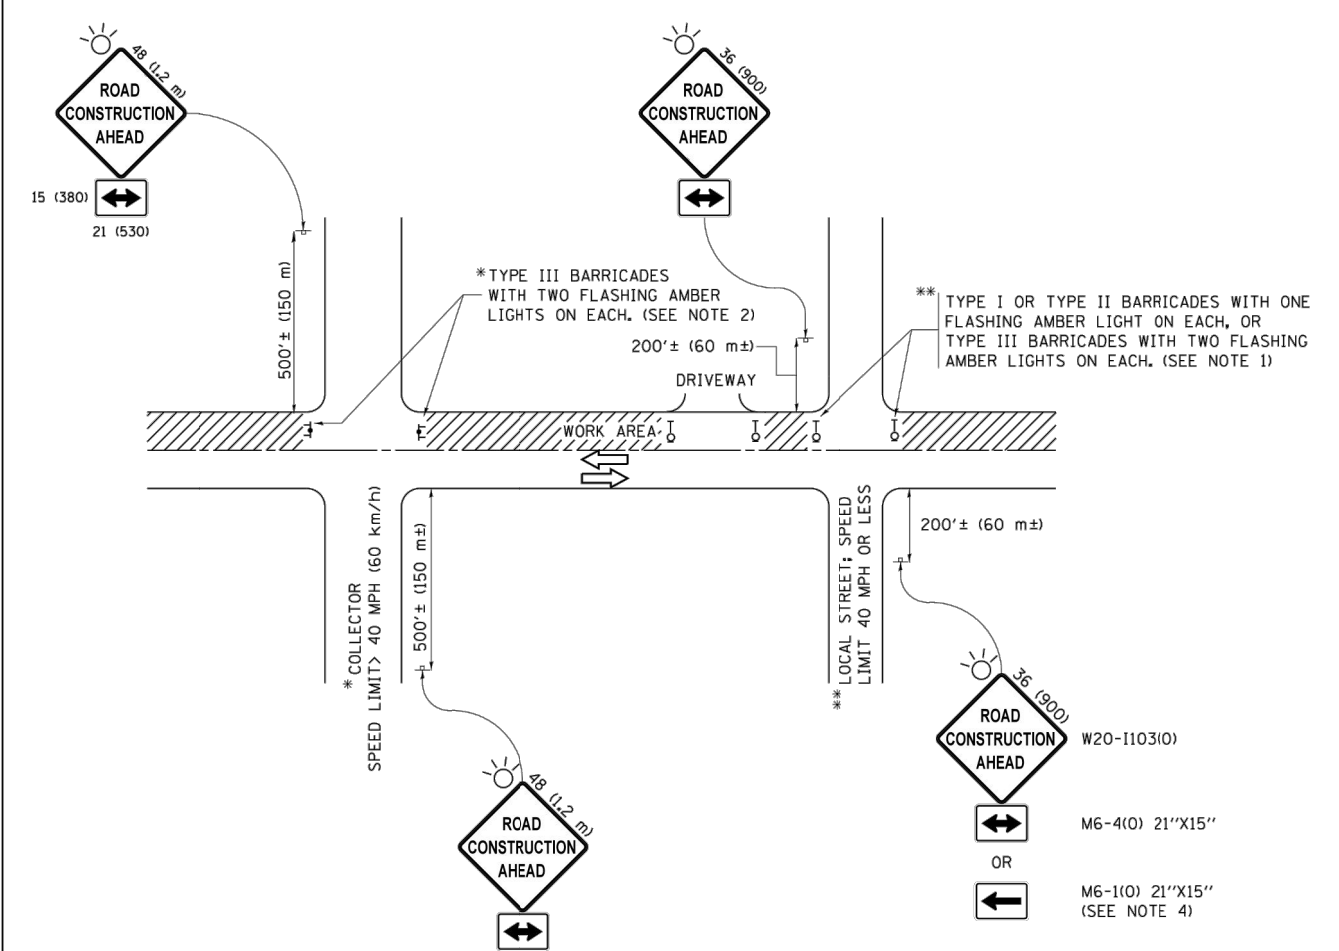 48 (1.2 m)
ROAD
CONSTRUCTION
AHEAD
15 (380)
21 (530)
36 (900)
ROAD
CONSTRUCTION
AHEAD
500'± (150 m)
*TYPE III BARRICADES
WITH TWO FLASHING AMBER
LIGHTS ON EACH. (SEE NOTE 2)
200'± (60 m±)
DRIVEWAY
** TYPE I OR TYPE II BARRICADES WITH ONE
FLASHING AMBER LIGHT ON EACH, OR
TYPE III BARRICADES WITH TWO FLASHING
AMBER LIGHTS ON EACH. (SEE NOTE 1)
WORK AREA
* COLLECTOR
SPEED LIMIT> 40 MPH (60 km/h)
500'± (150 m±)
** LOCAL STREET; SPEED
LIMIT 40 MPH OR LESS
200'± (60 m±)
48 (1.2 m)
ROAD
CONSTRUCTION
AHEAD
36 (900)
ROAD
CONSTRUCTION
AHEAD
W20-I103(O)
M6-4(O) 21''X15''
OR
M6-1(O) 21''X15''
(SEE NOTE 4)